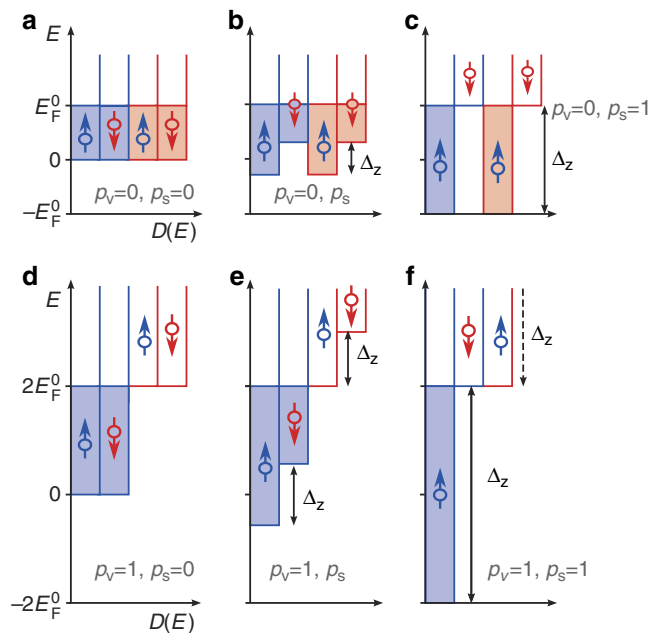 a
b
c
E
E_F^0
0
−E_F^0
D(E)
p_v=0, p_s=0
p_v=0, p_s
Δ_z
p_v=0, p_s=1
Δ_z
d
e
f
E
2E_F^0
0
−2E_F^0
D(E)
p_v=1, p_s=0
Δ_z
Δ_z
p_v=1, p_s
Δ_z
Δ_z
p_v=1, p_s=1